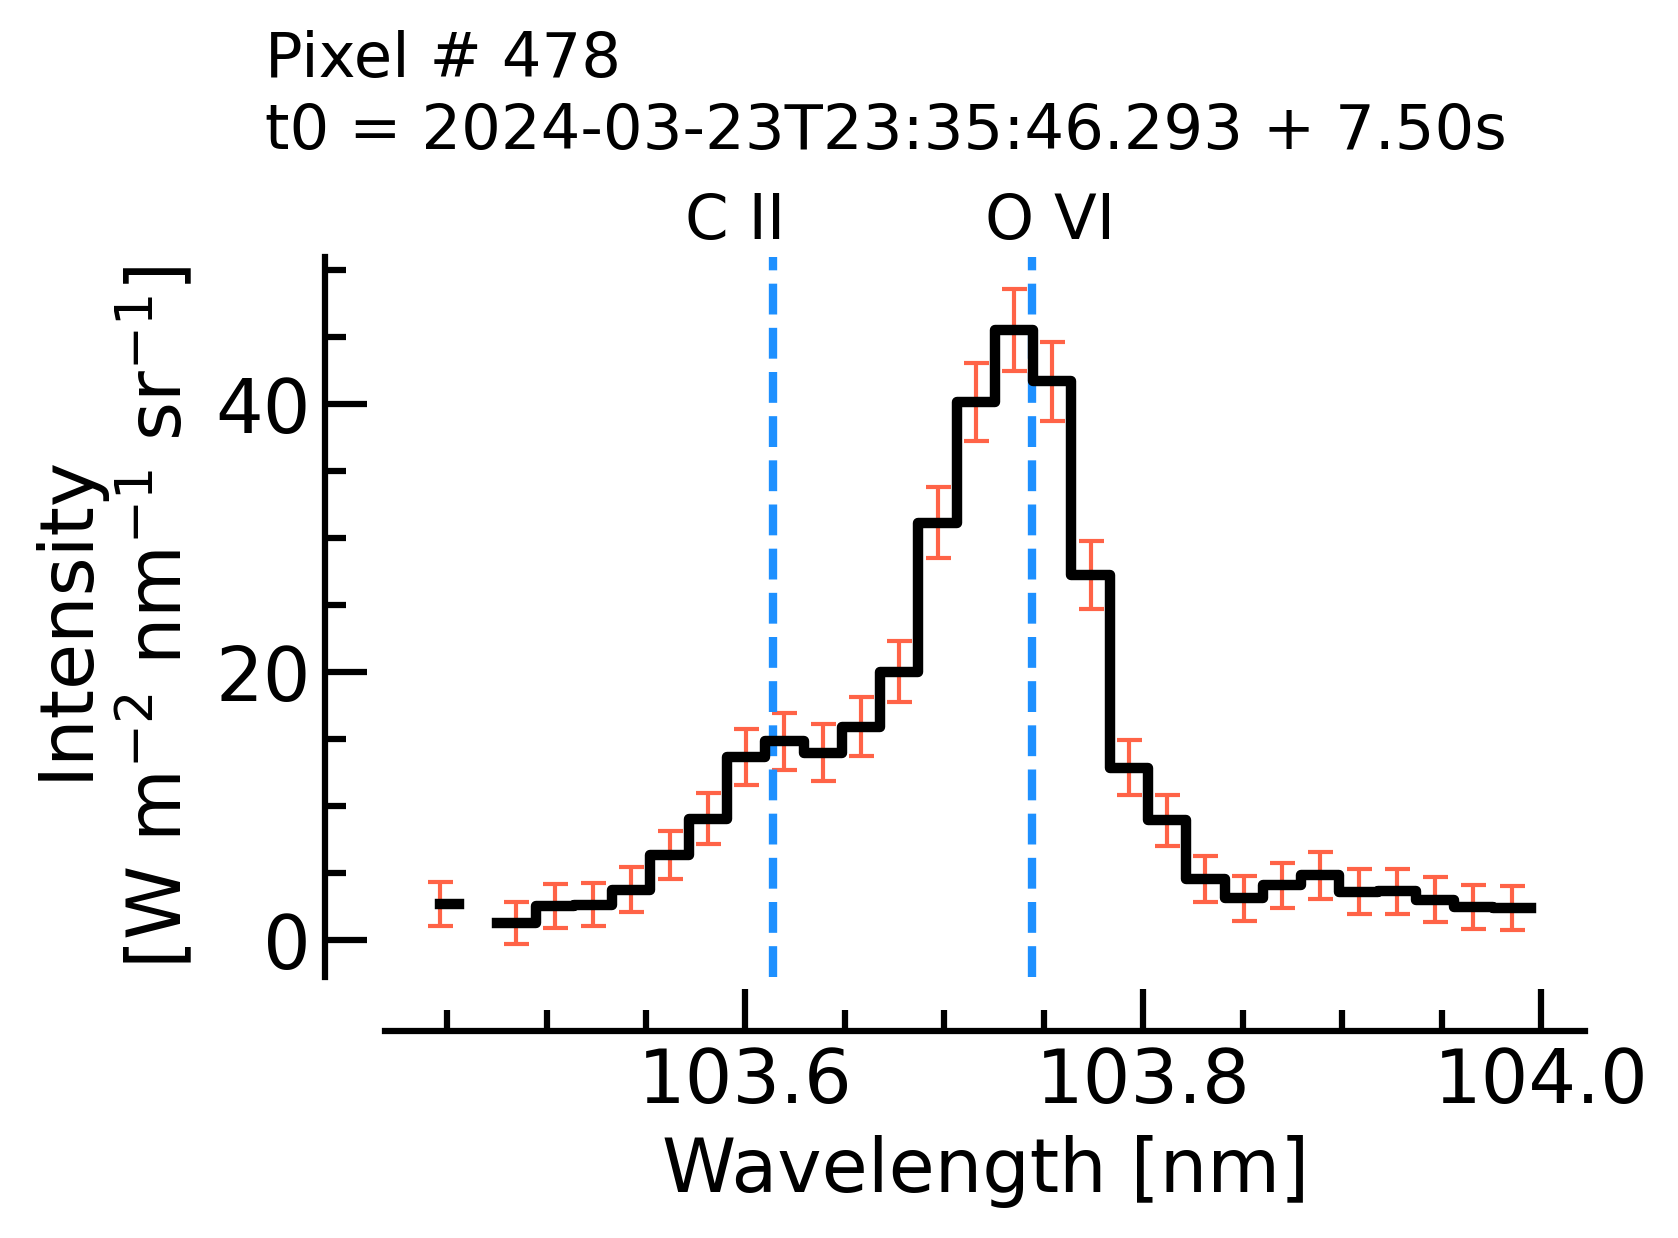 Pixel # 478
t0 = 2024-03-23T23:35:46.293 + 7.50s
C II
O VI
Intensity
[W m⁻² nm⁻¹ sr⁻¹]
40
20
0
103.6
103.8
104.0
Wavelength [nm]